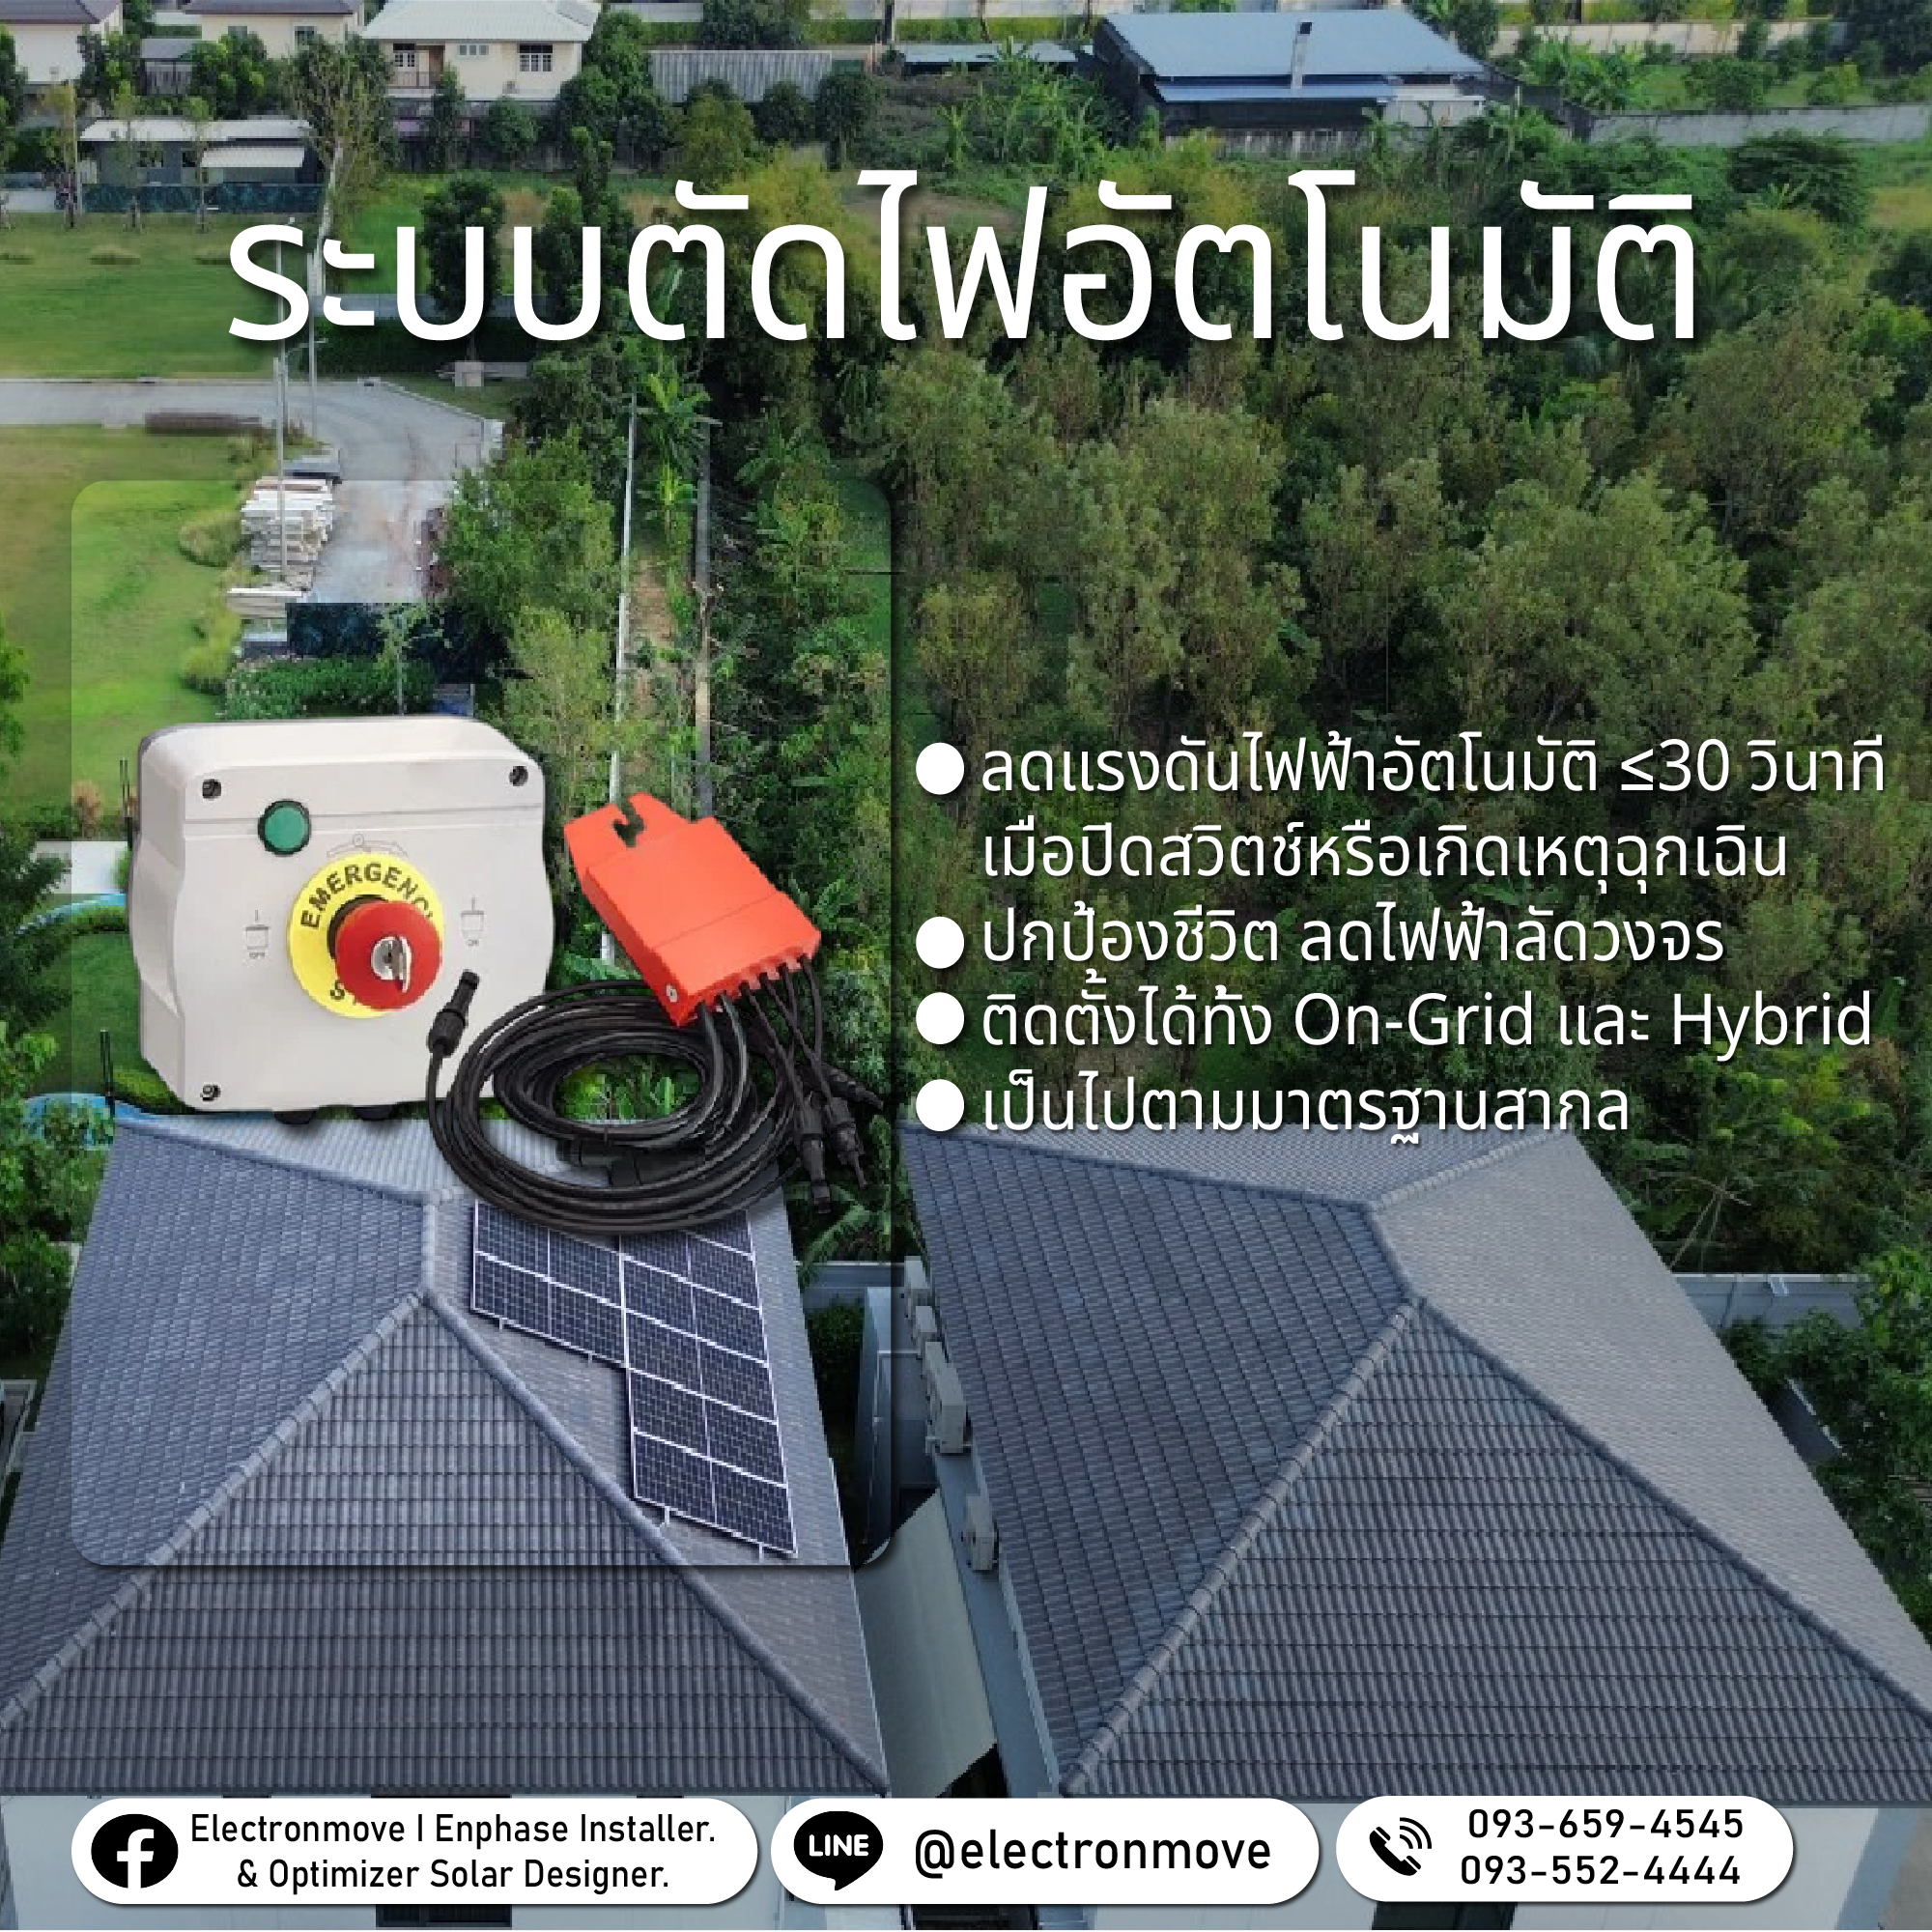 ระบบตัดไฟอัตโนมัติ
ลดแรงดันไฟฟ้าอัตโนมัติ ≤30 วินาที
เมื่อปิดสวิตช์หรือเกิดเหตุฉุกเฉิน
ปกป้องชีวิต ลดไฟฟ้าลัดวงจร
ติดตั้งได้ทั้ง On-Grid และ Hybrid
เป็นไปตามมาตรฐานสากล
Electronmove I Enphase Installer.
& Optimizer Solar Designer.
LINE
@electronmove
093-659-4545
093-552-4444